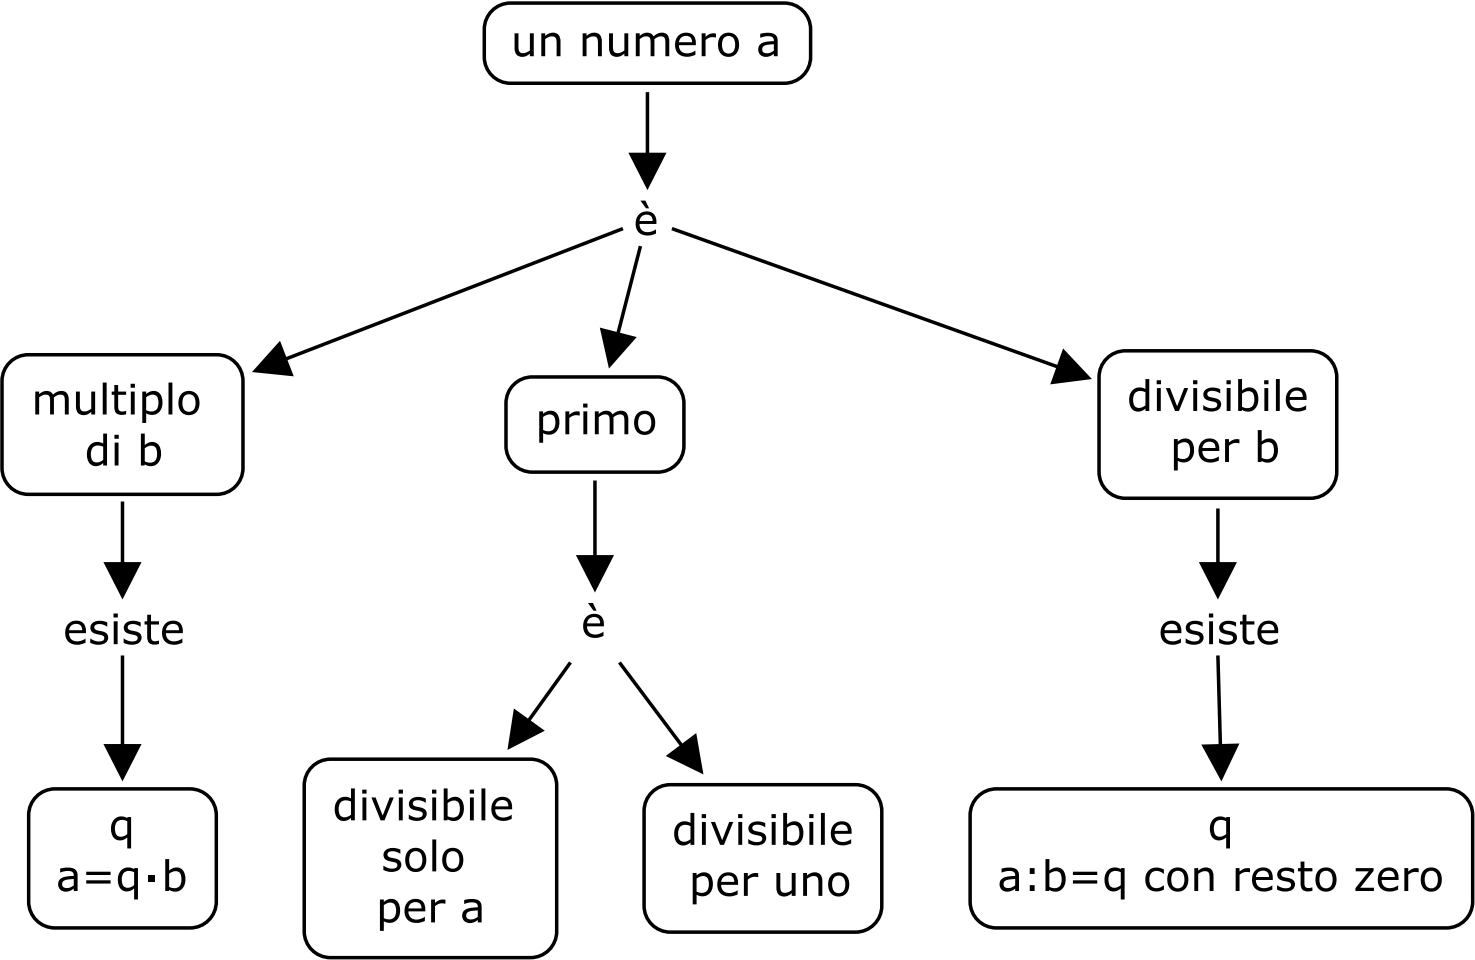 un numero a
è
multiplo
di b
primo
divisibile
per b
esiste
è
esiste
q
a=q·b
divisibile
solo
per a
divisibile
per uno
q
a:b=q con resto zero